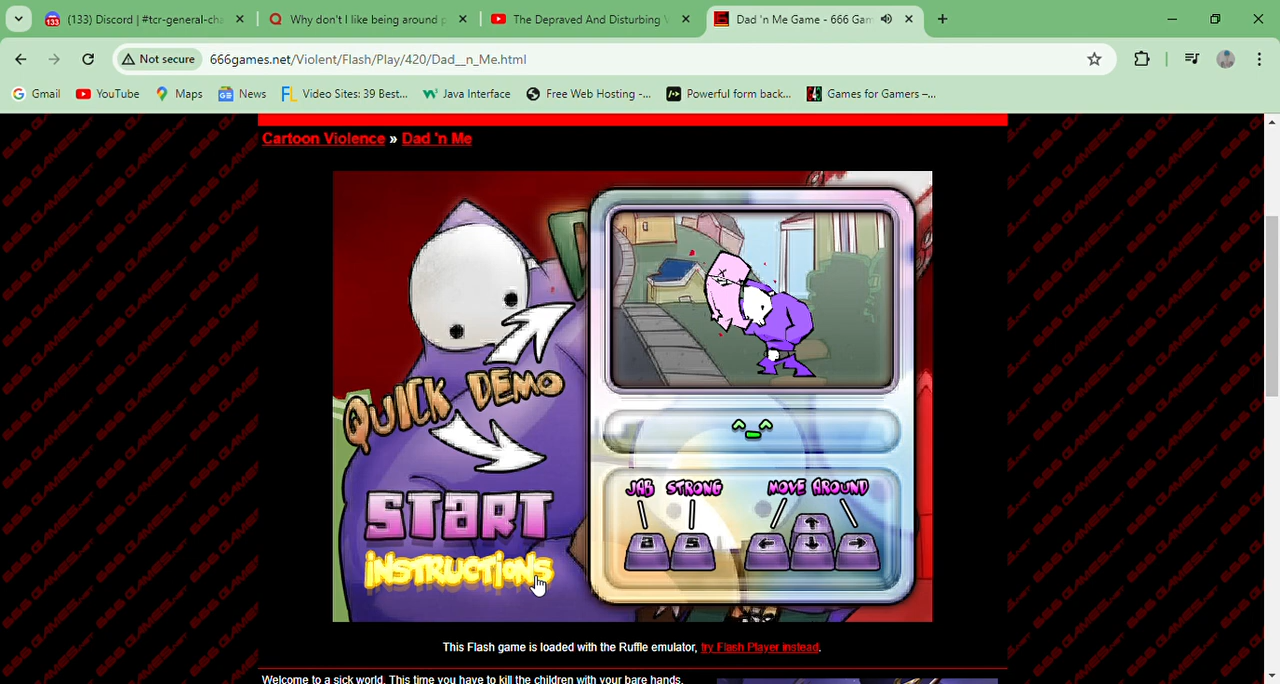 (133) Discord | #tcr-general-cha
Why don't I like being around p
The Depraved And Disturbing
Dad 'n Me Game - 666 Gam
Not secure
666games.net/Violent/Flash/Play/420/Dad__n_Me.html
Gmail
YouTube
Maps
News
Video Sites: 39 Best...
Java Interface
Free Web Hosting -...
Powerful form back...
Games for Gamers –...
Cartoon Violence » Dad 'n Me
QUICK DEMO
START
INSTRUCTIONS
JAB STRONG MOVE AROUND
This Flash game is loaded with the Ruffle emulator, try Flash Player instead.
Welcome to a sick world. This time you have to kill the children with your bare hands.